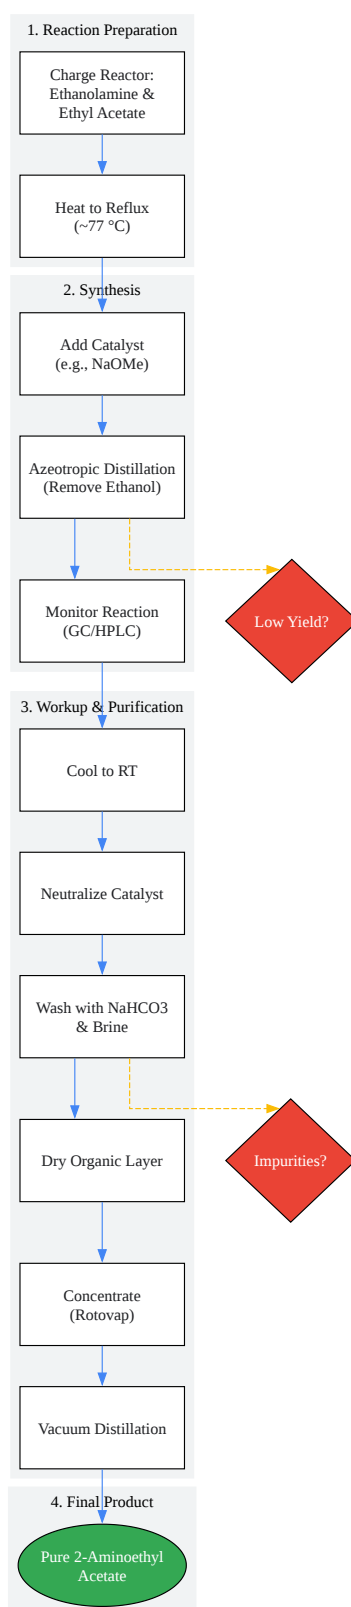 1. Reaction Preparation
Charge Reactor:
Ethanolamine &
Ethyl Acetate
Heat to Reflux
(~77 °C)
2. Synthesis
Add Catalyst
(e.g., NaOMe)
Azeotropic Distillation
(Remove Ethanol)
Monitor Reaction
(GC/HPLC)
Low Yield?
3. Workup & Purification
Cool to RT
Neutralize Catalyst
Wash with NaHCO3
& Brine
Dry Organic Layer
Impurities?
Concentrate
(Rotovap)
Vacuum Distillation
4. Final Product
Pure 2-Aminoethyl
Acetate